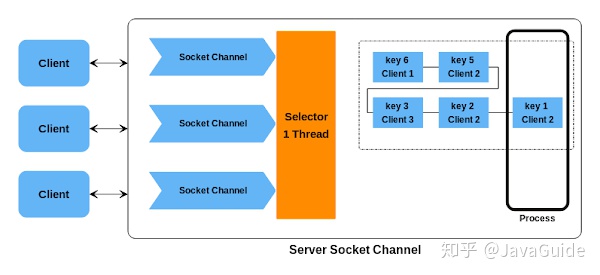 Client
Client
Client
Socket Channel
Socket Channel
Socket Channel
Selector
1 Thread
key 6
Client 1
key 5
Client 2
key 3
Client 3
key 2
Client 2
key 1
Client 2
Process
Server Socket Channel
知乎 @JavaGuide